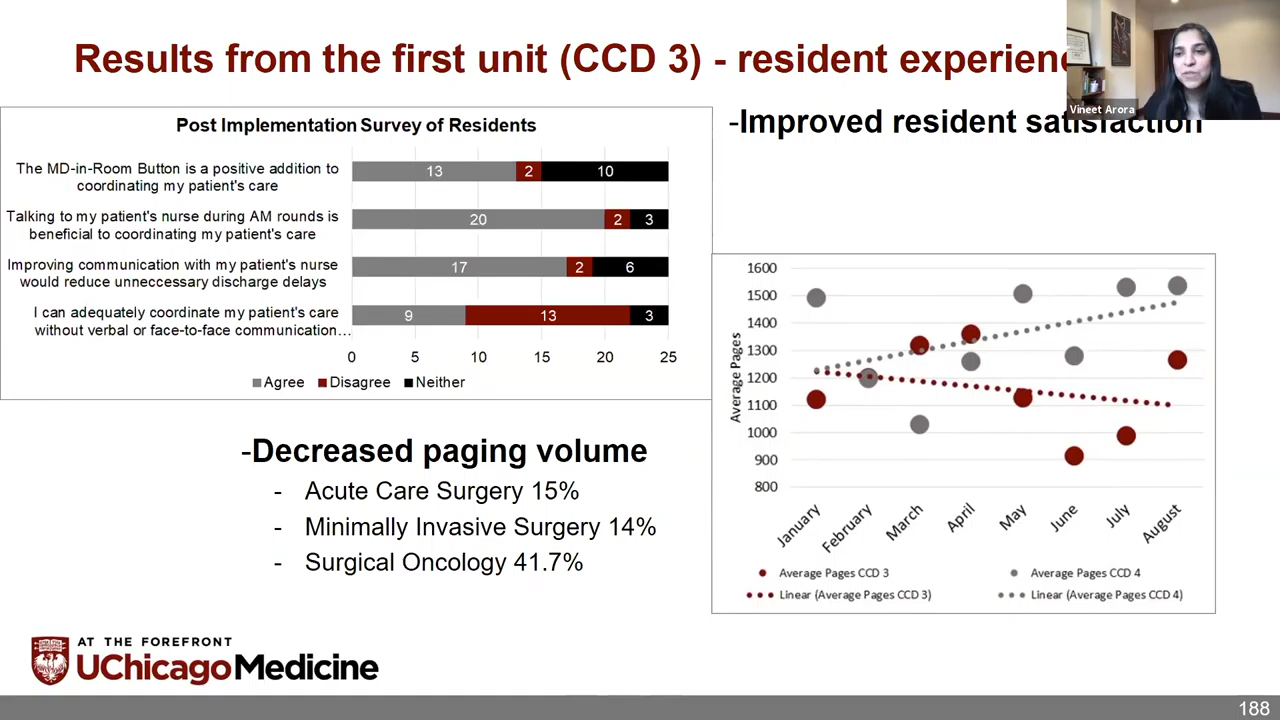 Results from the first unit (CCD 3) - resident
Vineet Arora
-Improved resident satisfaction
Post Implementation Survey of Residents
The MD-in-Room Button is a positive addition to
coordinating my patient's care
13 2 10
Talking to my patient's nurse during AM rounds is
beneficial to coordinating my patient's care
20 2 3
Improving communication with my patient's nurse
would reduce unneccessary discharge delays
17 2 6
I can adequately coordinate my patient's care
without verbal or face-to-face communication…
9 13 3
0 5 10 15 20 25
Agree Disagree Neither
Average Pages
1600
1500
1400
1300
1200
1100
1000
900
800
January February March April May June July August
Average Pages CCD 3 Average Pages CCD 4
Linear (Average Pages CCD 3) Linear (Average Pages CCD 4)
-Decreased paging volume
- Acute Care Surgery 15%
- Minimally Invasive Surgery 14%
- Surgical Oncology 41.7%
AT THE FOREFRONT
UChicago Medicine
188